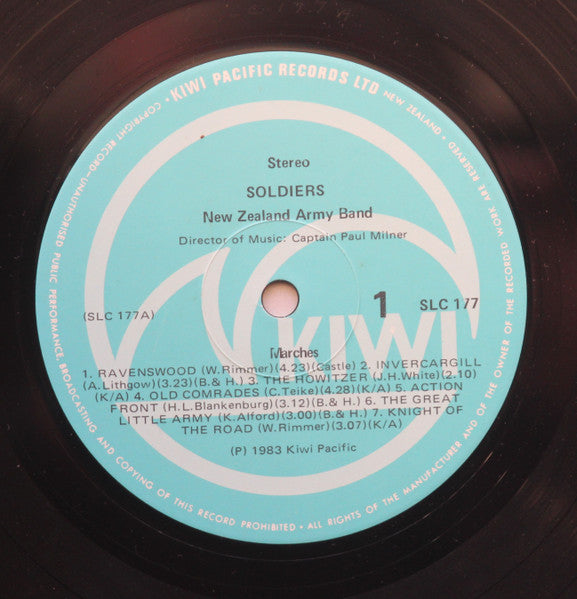 · KIWI PACIFIC RECORDS LTD NEW ZEALAND · ALL RIGHTS OF THE MANUFACTURER AND OF THE OWNER OF THE RECORDED WORK ARE RESERVED ·
COPYRIGHT RECORD—UNAUTHORISED PUBLIC PERFORMANCE, BROADCASTING AND COPYING OF THIS RECORD PROHIBITED
Stereo
SOLDIERS
New Zealand Army Band
Director of Music: Captain Paul Milner
(SLC 177A)
1
SLC 177
KIWI
Marches
1. RAVENSWOOD (W.Rimmer)(4.23)(Castle) 2. INVERCARGILL
(A.Lithgow)(3.23)(B.& H.) 3. THE HOWITZER (J.H.White)(2.10)
(K/A) 4. OLD COMRADES (C.Teike)(4.28)(K/A) 5. ACTION
FRONT (H.L.Blankenburg)(3.12)(B.& H.) 6. THE GREAT
LITTLE ARMY (K.Alford)(3.00)(B.& H.) 7. KNIGHT OF
THE ROAD (W.Rimmer)(3.07)(K/A)
(P) 1983 Kiwi Pacific